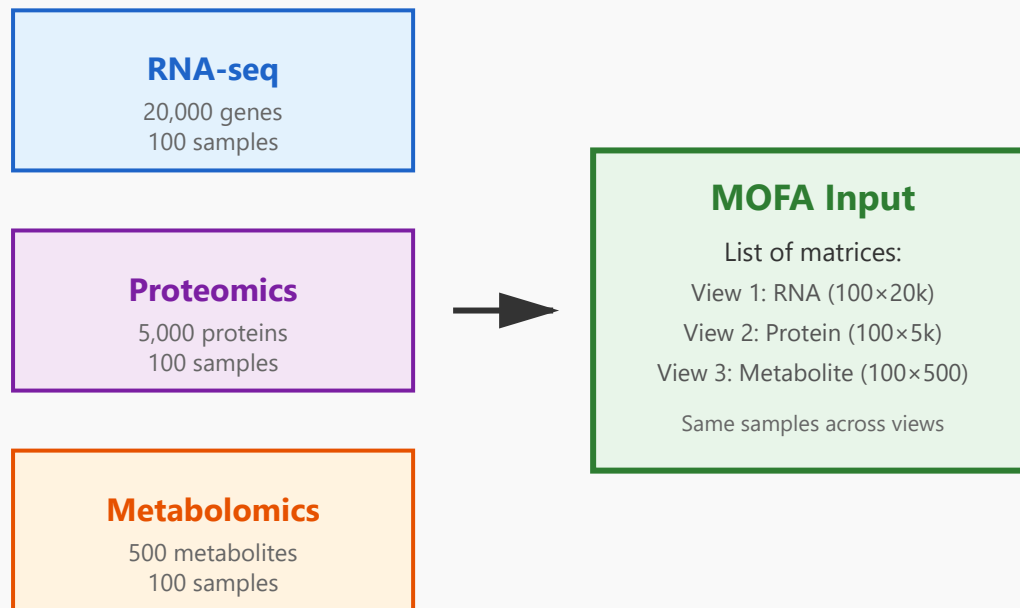 RNA-seq
20,000 genes
100 samples
Proteomics
5,000 proteins
100 samples
Metabolomics
500 metabolites
100 samples
MOFA Input
List of matrices:
View 1: RNA (100×20k)
View 2: Protein (100×5k)
View 3: Metabolite (100×500)
Same samples across views